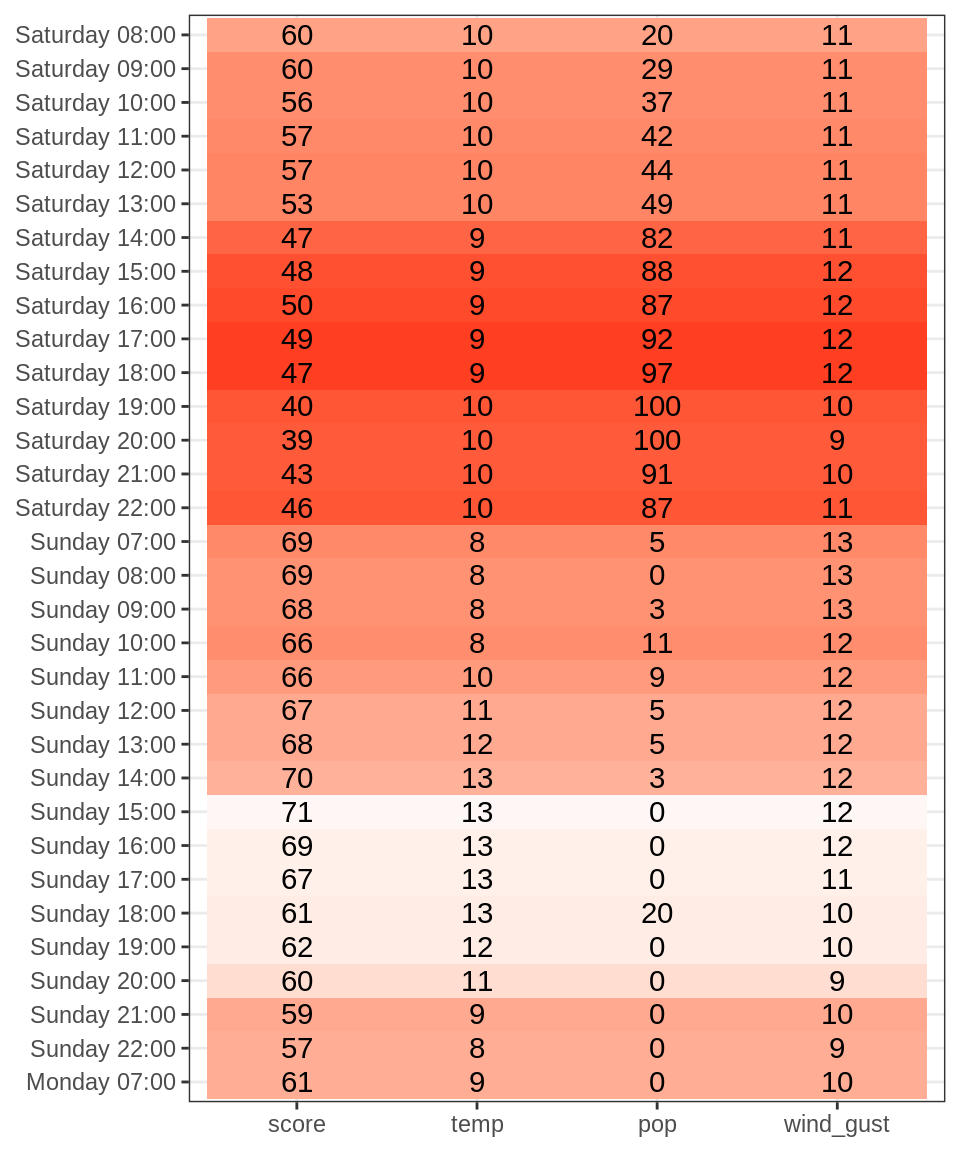 Saturday 08:00 60 10 20 11
Saturday 09:00 60 10 29 11
Saturday 10:00 56 10 37 11
Saturday 11:00 57 10 42 11
Saturday 12:00 57 10 44 11
Saturday 13:00 53 10 49 11
Saturday 14:00 47 9 82 11
Saturday 15:00 48 9 88 12
Saturday 16:00 50 9 87 12
Saturday 17:00 49 9 92 12
Saturday 18:00 47 9 97 12
Saturday 19:00 40 10 100 10
Saturday 20:00 39 10 100 9
Saturday 21:00 43 10 91 10
Saturday 22:00 46 10 87 11
Sunday 07:00 69 8 5 13
Sunday 08:00 69 8 0 13
Sunday 09:00 68 8 3 13
Sunday 10:00 66 8 11 12
Sunday 11:00 66 10 9 12
Sunday 12:00 67 11 5 12
Sunday 13:00 68 12 5 12
Sunday 14:00 70 13 3 12
Sunday 15:00 71 13 0 12
Sunday 16:00 69 13 0 12
Sunday 17:00 67 13 0 11
Sunday 18:00 61 13 20 10
Sunday 19:00 62 12 0 10
Sunday 20:00 60 11 0 9
Sunday 21:00 59 9 0 10
Sunday 22:00 57 8 0 9
Monday 07:00 61 9 0 10
score temp pop wind_gust